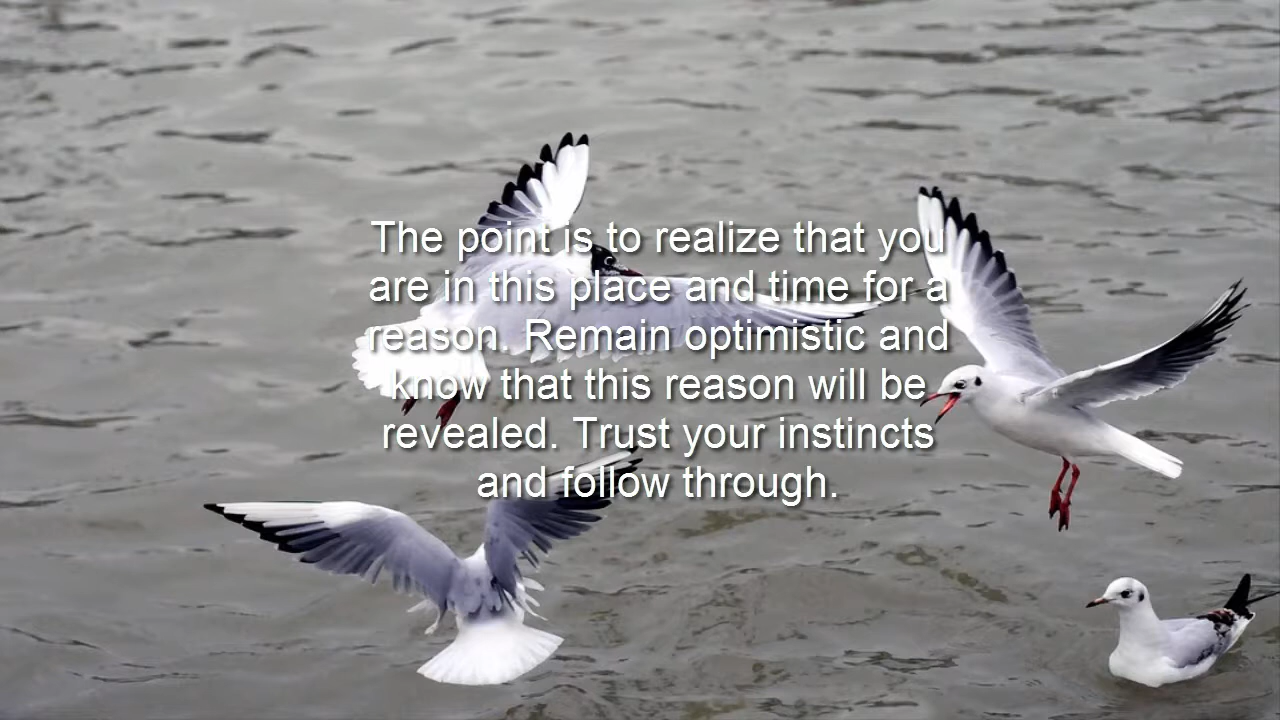 The point is to realize that you
are in this place and time for a
reason. Remain optimistic and
know that this reason will be
revealed. Trust your instincts
and follow through.